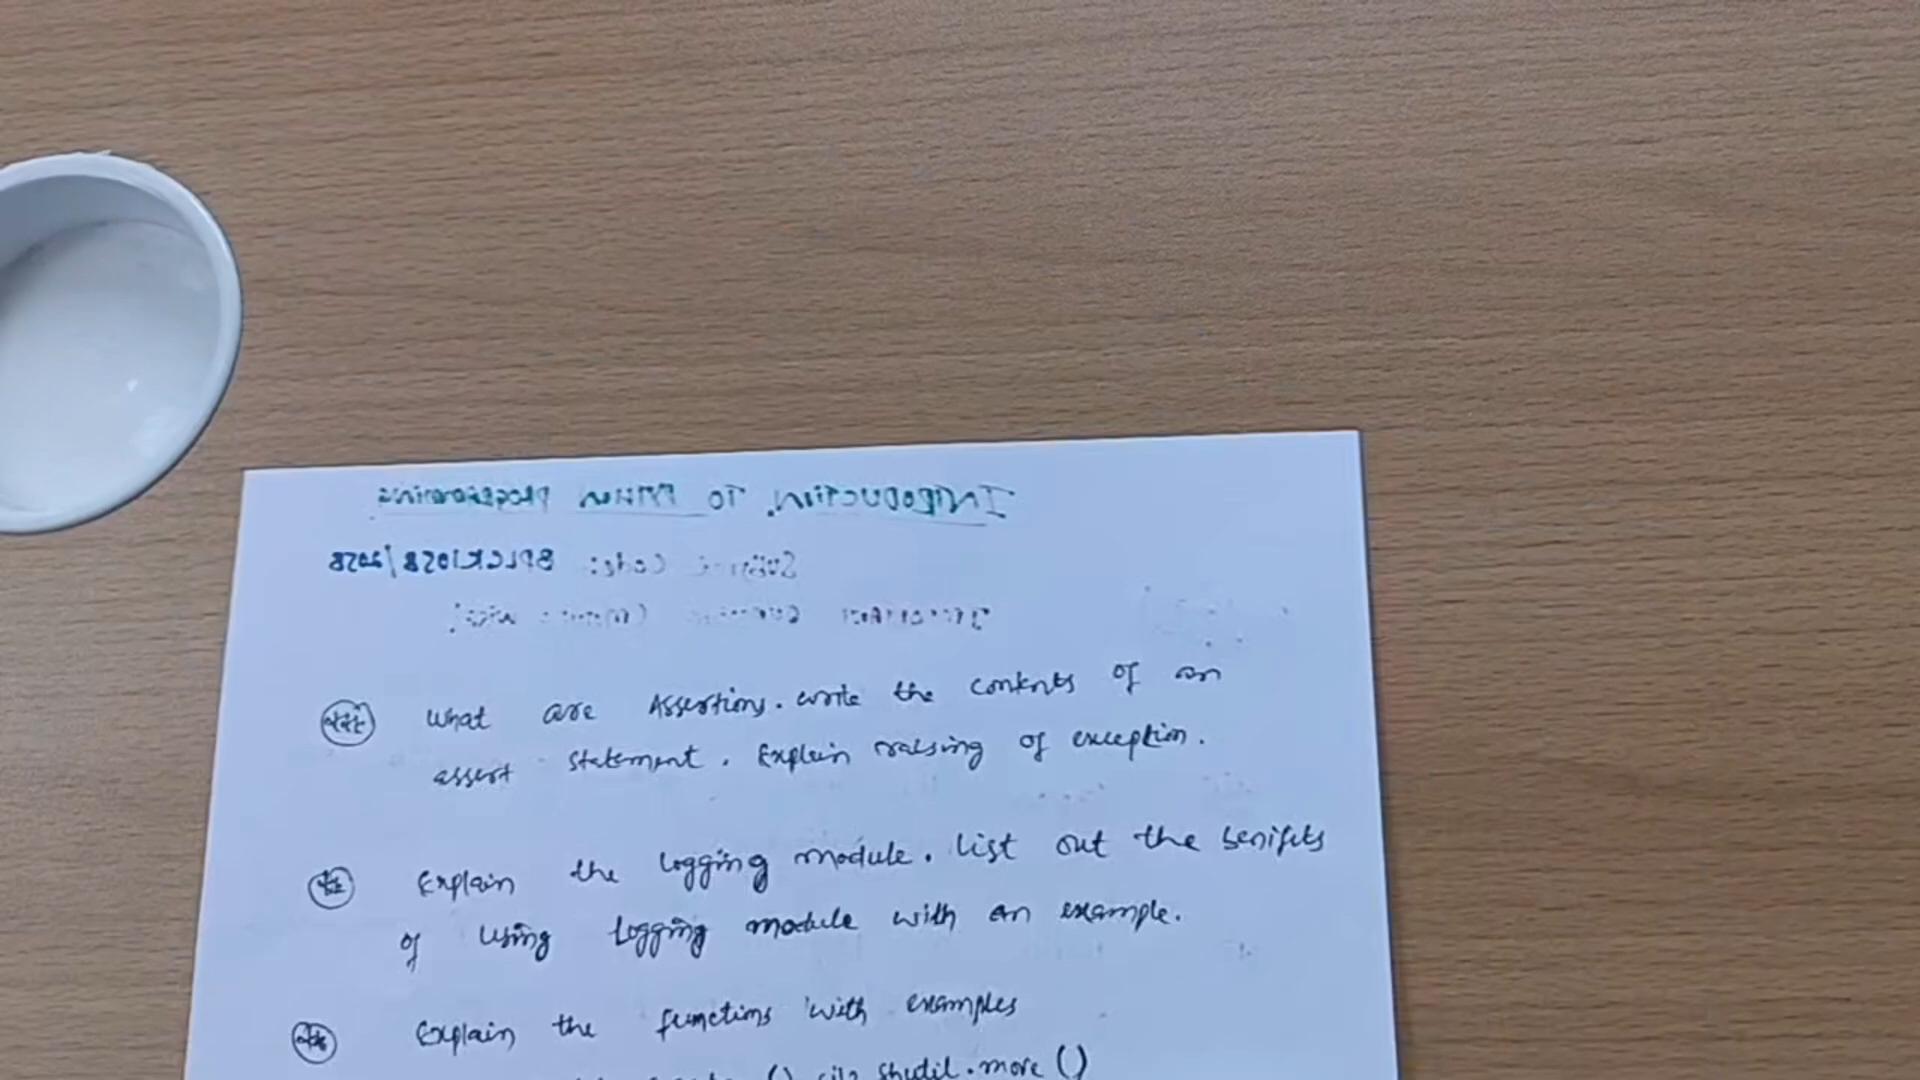 INTRODUCTION TO PYTHON PROGRAMMING
Subject Code: BPLCK105B/205B
What are Assertions. write the contents of an
assert statement. Explain raising of exception.
Explain the logging module. List out the benifits
of using logging module with an example.
Explain the functions with examples
() shutil.move ()